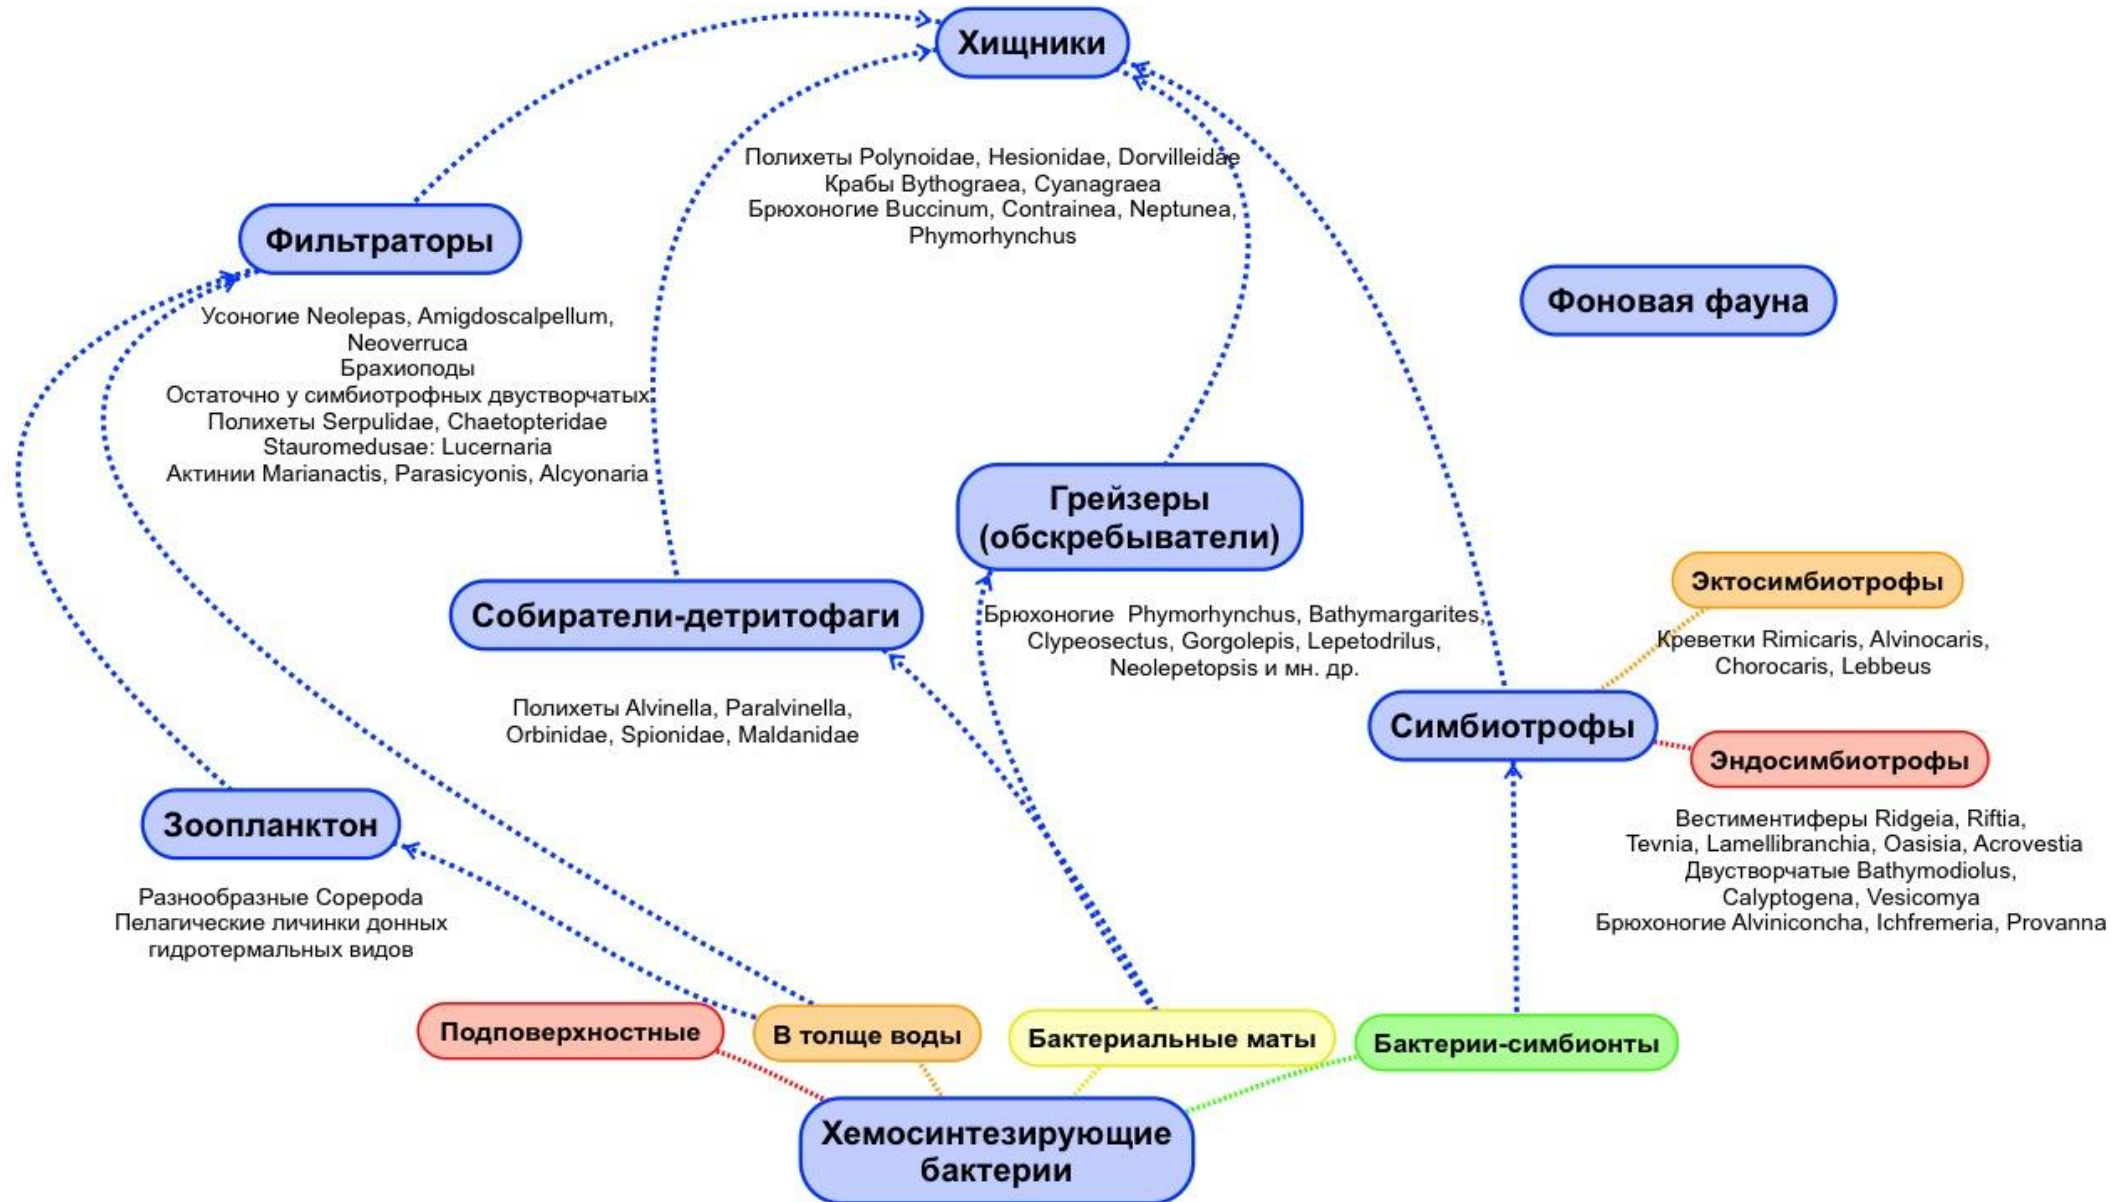 Хищники
Полихеты Polynoidae, Hesionidae, Dorvilleidae
Крабы Bythograea, Cyanagraea
Брюхоногие Buccinum, Contrainea, Neptunea,
Phymorhynchus
Фильтраторы
Усоногие Neolepas, Amigdoscalpellum,
Neoverruca
Брахиоподы
Остаточно у симбиотрофных двустворчатых
Полихеты Serpulidae, Chaetopteridae
Stauromedusae: Lucernaria
Актинии Marianactis, Parasicyonis, Alcyonaria
Фоновая фауна
Грейзеры
(обскребыватели)
Брюхоногие Phymorhynchus, Bathymargarites,
Clypeosectus, Gorgolepis, Lepetodrilus,
Neolepetopsis и мн. др.
Собиратели-детритофаги
Полихеты Alvinella, Paralvinella,
Orbinidae, Spionidae, Maldanidae
Эктосимбиотрофы
Креветки Rimicaris, Alvinocaris,
Chorocaris, Lebbeus
Симбиотрофы
Эндосимбиотрофы
Вестиментиферы Ridgeia, Riftia,
Tevnia, Lamellibranchia, Oasisia, Acrovestia
Двустворчатые Bathymodiolus,
Calyptogena, Vesicomya
Брюхоногие Alviniconcha, Ichfremeria, Provanna
Зоопланктон
Разнообразные Copepoda
Пелагические личинки донных
гидротермальных видов
Подповерхностные
В толще воды
Бактериальные маты
Бактерии-симбионты
Хемосинтезирующие
бактерии